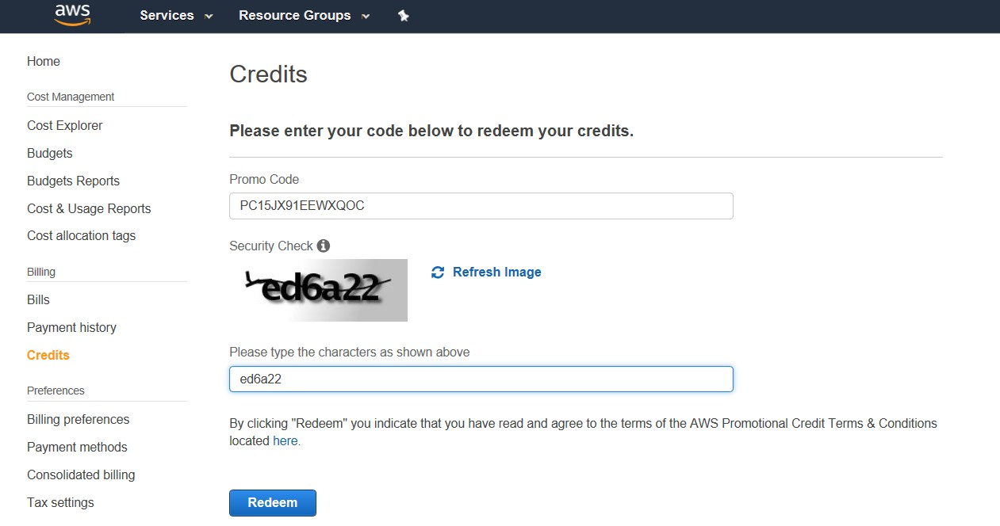 aws
Services
Resource Groups
Home
Cost Management
Cost Explorer
Budgets
Budgets Reports
Cost & Usage Reports
Cost allocation tags
Billing
Bills
Payment history
Credits
Preferences
Billing preferences
Payment methods
Consolidated billing
Tax settings
Credits
Please enter your code below to redeem your credits.
Promo Code
PC15JX91EEWXQOC
Security Check
ed6a22
Refresh Image
Please type the characters as shown above
ed6a22
By clicking "Redeem" you indicate that you have read and agree to the terms of the AWS Promotional Credit Terms & Conditions
located here.
Redeem